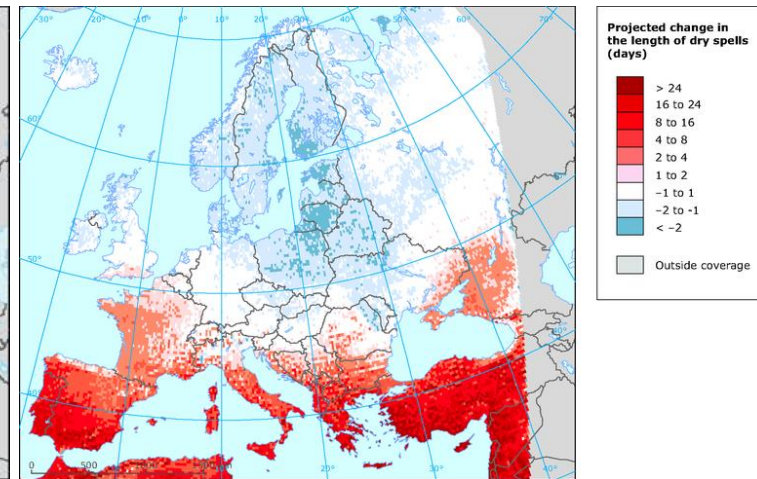 -30° -20° -10° 0° 10° 20° 30° 40° 50° 60° 70°
60°
50°
40°
40°
0 500
20° 30° 40°
Projected change in
the length of dry spells
(days)
> 24
16 to 24
8 to 16
4 to 8
2 to 4
1 to 2
−1 to 1
−2 to -1
< −2
Outside coverage